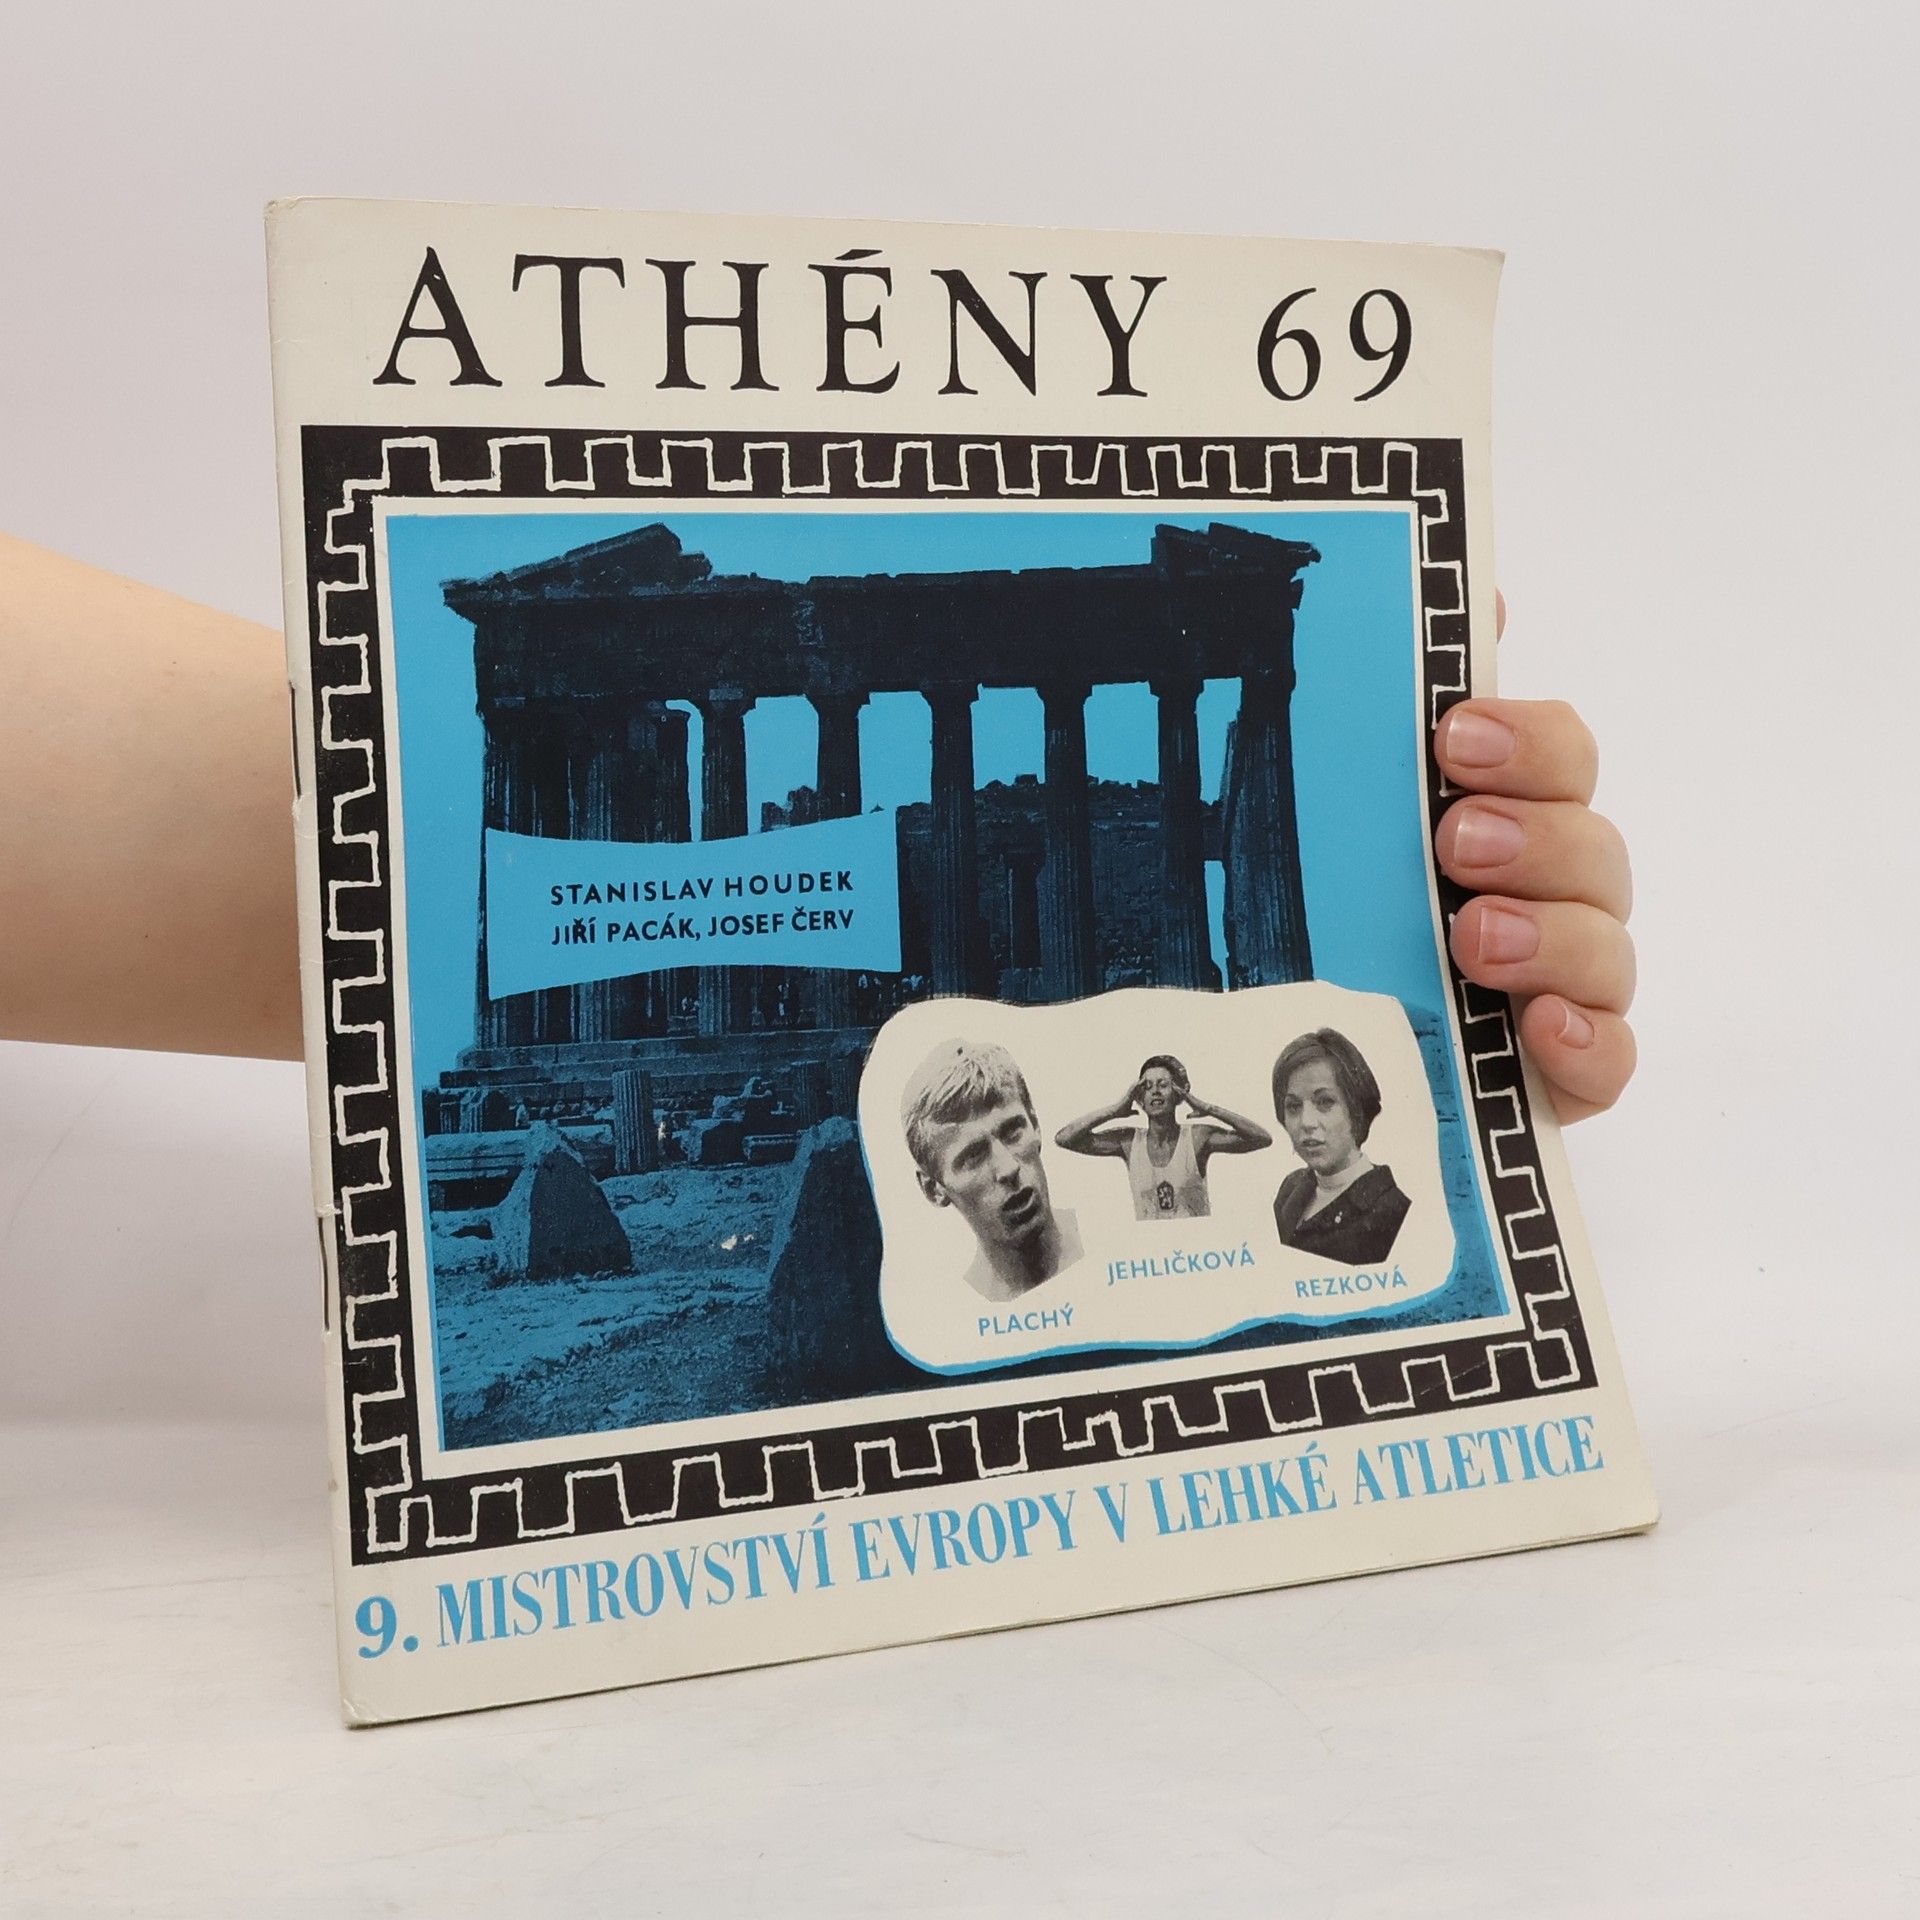 ATHÉNY 69
STANISLAV HOUDEK
JIŘÍ PACÁK, JOSEF ČERV
PLACHÝ
JEHLIČKOVÁ
REZKOVÁ
9. MISTROVSTVÍ EVROPY V LEHKÉ ATLETICE